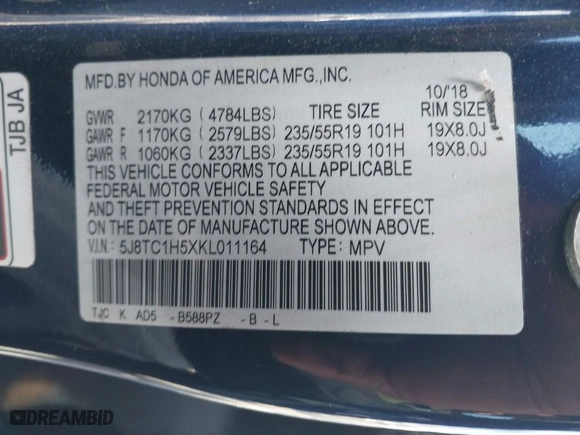 MFD.BY HONDA OF AMERICA MFG.,INC.
10/18
GVWR 2170KG ( 4784LBS) TIRE SIZE RIM SIZE
GAWR F 1170KG ( 2579LBS) 235/55R19 101H 19X8.0J
GAWR R 1060KG ( 2337LBS) 235/55R19 101H 19X8.0J
THIS VEHICLE CONFORMS TO ALL APPLICABLE
FEDERAL MOTOR VEHICLE SAFETY
AND THEFT PREVENTION STANDARDS IN EFFECT
ON THE DATE OF MANUFACTURE SHOWN ABOVE.
V.I.N: 5J8TC1H5XKL011164 TYPE: MPV
TJC K AD5 -B588PZ -B-L
TJB JA
DREAMBID